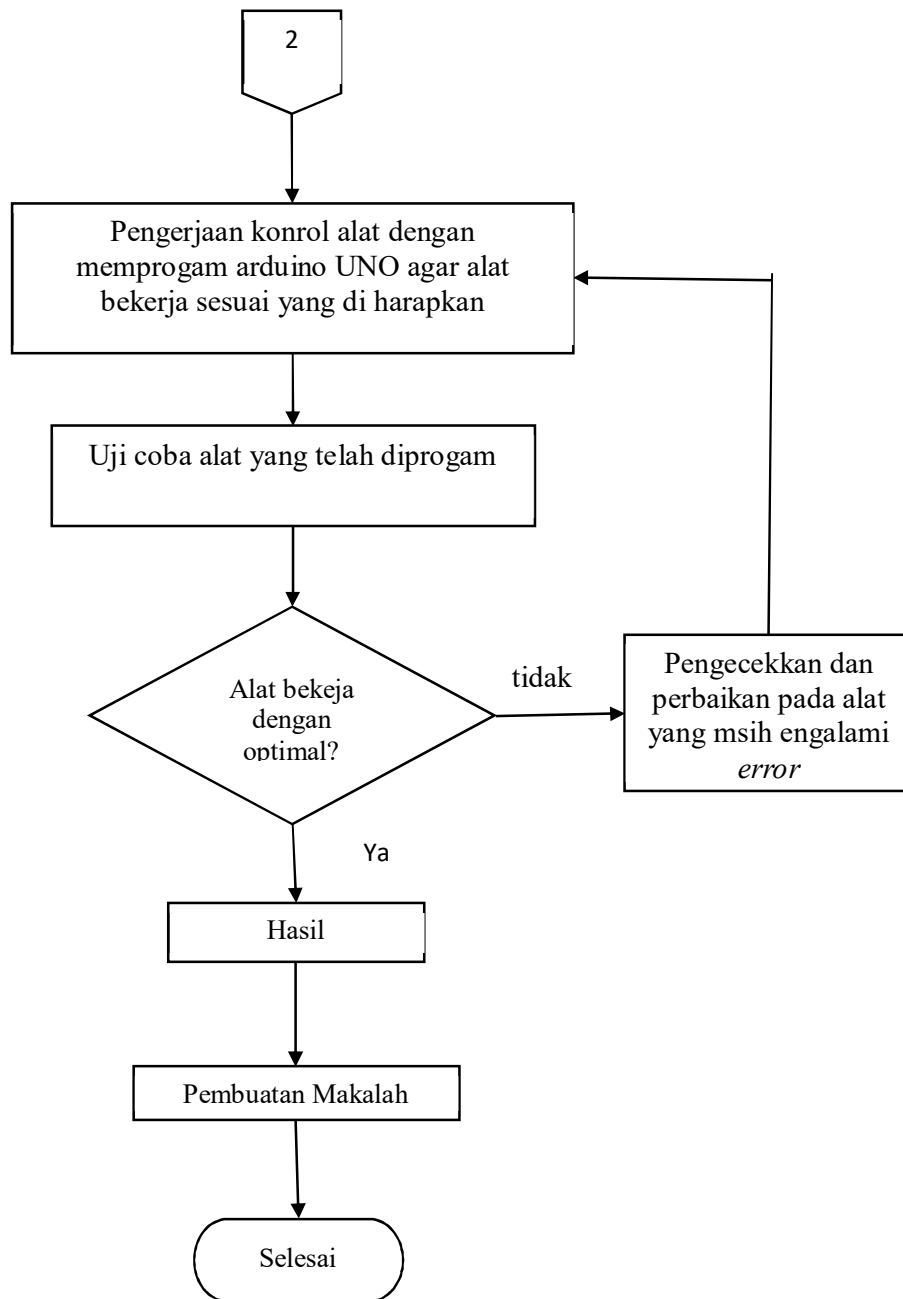 2
Pengerjaan konrol alat dengan
memprogam arduino UNO agar alat
bekerja sesuai yang di harapkan
Uji coba alat yang telah diprogam
Alat bekeja
dengan
optimal?
tidak
Pengecekkan dan
perbaikan pada alat
yang msih engalami
error
Ya
Hasil
Pembuatan Makalah
Selesai